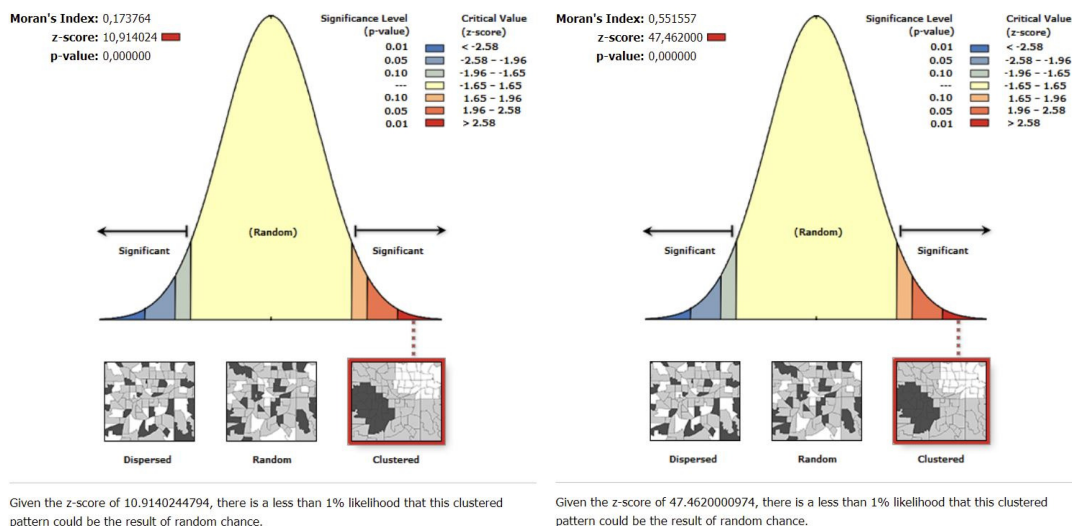 Moran's Index: 0,173764
z-score: 10,914024
p-value: 0,000000
Significance Level
(p-value)
Critical Value
(z-score)
0.01 < -2.58
0.05 -2.58 – -1.96
0.10 -1.96 – -1.65
--- -1.65 – 1.65
0.10 1.65 – 1.96
0.05 1.96 – 2.58
0.01 > 2.58
(Random)
Significant
Significant
Dispersed
Random
Clustered
Given the z-score of 10.9140244794, there is a less than 1% likelihood that this clustered
pattern could be the result of random chance.
Moran's Index: 0,551557
z-score: 47,462000
p-value: 0,000000
Significance Level
(p-value)
Critical Value
(z-score)
0.01 < -2.58
0.05 -2.58 – -1.96
0.10 -1.96 – -1.65
--- -1.65 – 1.65
0.10 1.65 – 1.96
0.05 1.96 – 2.58
0.01 > 2.58
(Random)
Significant
Significant
Dispersed
Random
Clustered
Given the z-score of 47.4620000974, there is a less than 1% likelihood that this clustered
pattern could be the result of random chance.